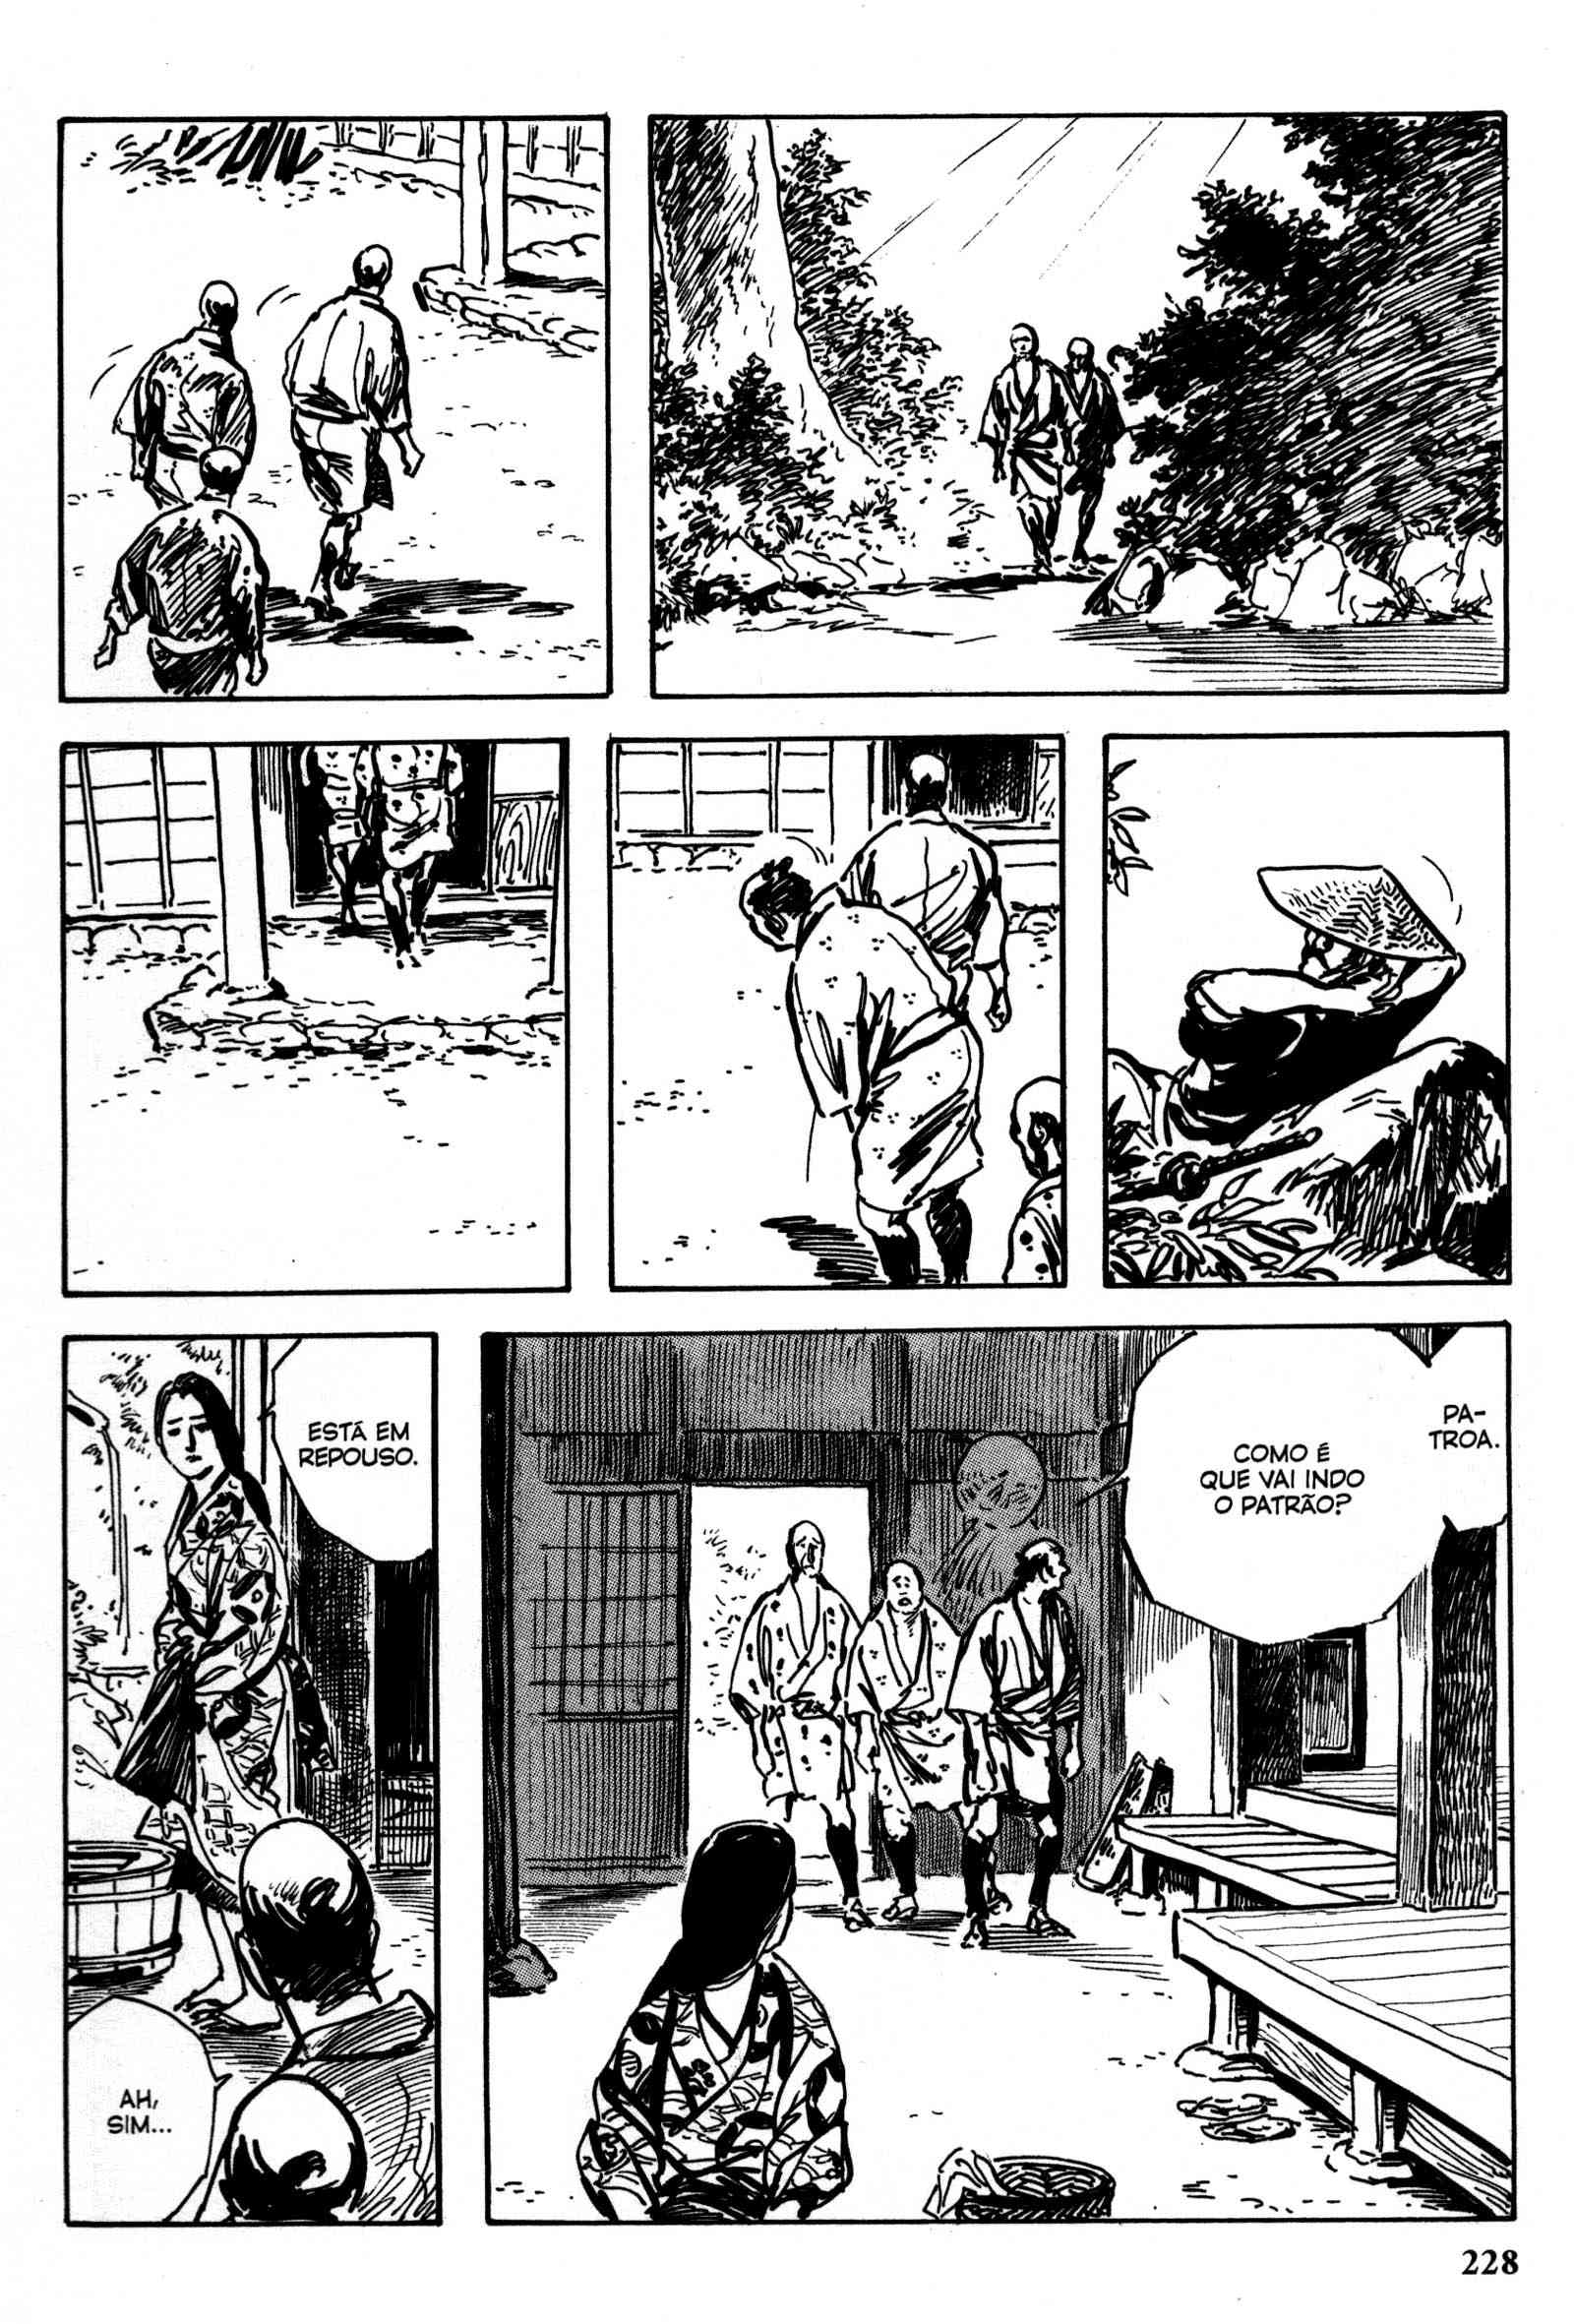 PA-
TROA.
COMO É
QUE VAI INDO
O PATRÃO?
ESTÁ EM
REPOUSO.
AH,
SIM...
228